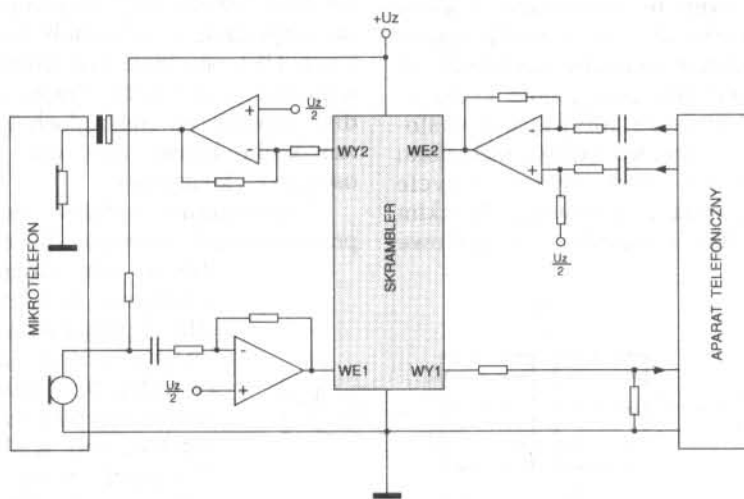 +Uz
Uz/2
+
-
WY2
WE2
-
+
Uz/2
MIKROTELEFON
SKRAMBLER
APARAT TELEFONICZNY
-
+
Uz/2
WE1
WY1